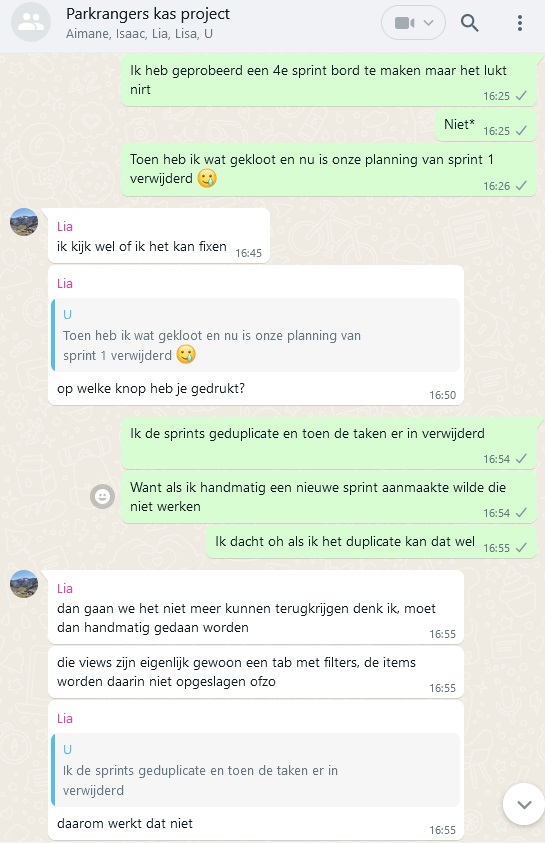 Parkrangers kas project
Aimane, Isaac, Lia, Lisa, U
Ik heb geprobeerd een 4e sprint bord te maken maar het lukt
nirt
16:25
Niet*
16:25
Toen heb ik wat gekloot en nu is onze planning van sprint 1
verwijderd 🥲
16:26
Lia
ik kijk wel of ik het kan fixen
16:45
Lia
U
Toen heb ik wat gekloot en nu is onze planning van
sprint 1 verwijderd 🥲
op welke knop heb je gedrukt?
16:50
Ik de sprints geduplicate en toen de taken er in verwijderd
16:54
Want als ik handmatig een nieuwe sprint aanmaakte wilde die
niet werken
16:54
Ik dacht oh als ik het duplicate kan dat wel
16:55
Lia
dan gaan we het niet meer kunnen terugkrijgen denk ik, moet
dan handmatig gedaan worden
16:55
die views zijn eigenlijk gewoon een tab met filters, de items
worden daarin niet opgeslagen ofzo
16:55
Lia
U
Ik de sprints geduplicate en toen de taken er in
verwijderd
daarom werkt dat niet
16:55